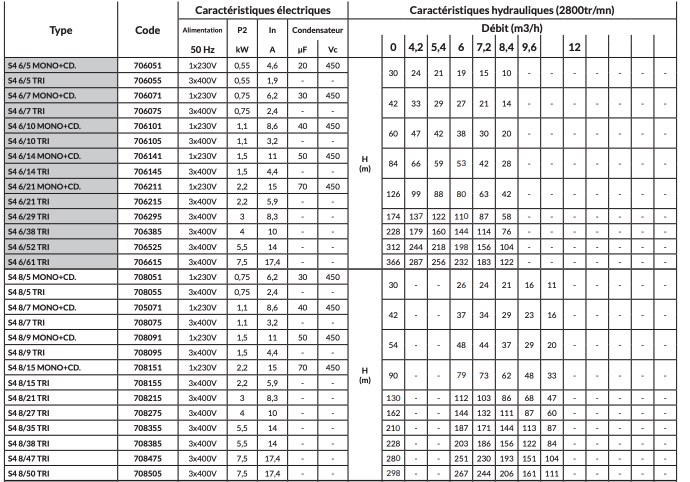 Caractéristiques électriques Caractéristiques hydrauliques (2800tr/mn)
Type Code Alimentation P2 In Condensateur Débit (m3/h)
50 Hz kW A µF Vc 0 4,2 5,4 6 7,2 8,4 9,6 12
S4 6/5 MONO+CD. 706051 1x230V 0,55 4,6 20 450 H (m) 30 24 21 19 15 10 - - - - - -
S4 6/5 TRI 706055 3x400V 0,55 1,9 - -
S4 6/7 MONO+CD. 706071 1x230V 0,75 6,2 30 450 42 33 29 27 21 14 - - - - - -
S4 6/7 TRI 706075 3x400V 0,75 2,4 - -
S4 6/10 MONO+CD. 706101 1x230V 1,1 8,6 40 450 60 47 42 38 30 20 - - - - - -
S4 6/10 TRI 706105 3x400V 1,1 3,2 - -
S4 6/14 MONO+CD. 706141 1x230V 1,5 11 50 450 84 66 59 53 42 28 - - - - - -
S4 6/14 TRI 706145 3x400V 1,5 4,4 - -
S4 6/21 MONO+CD. 706211 1x230V 2,2 15 70 450 126 99 88 80 63 42 - - - - - -
S4 6/21 TRI 706215 3x400V 2,2 5,9 - -
S4 6/29 TRI 706295 3x400V 3 8,3 - - 174 137 122 110 87 58 - - - - - -
S4 6/38 TRI 706385 3x400V 4 10 - - 228 179 160 144 114 76 - - - - - -
S4 6/52 TRI 706525 3x400V 5,5 14 - - 312 244 218 198 156 104 - - - - - -
S4 6/61 TRI 706615 3x400V 7,5 17,4 - - 366 287 256 232 183 122 - - - - - -
S4 8/5 MONO+CD. 708051 1x230V 0,75 6,2 30 450 H (m) 30 - - 26 24 21 16 11 - - - -
S4 8/5 TRI 708055 3x400V 0,75 2,4 - -
S4 8/7 MONO+CD. 705071 1x230V 1,1 8,6 40 450 42 - - 37 34 29 23 16 - - - -
S4 8/7 TRI 708075 3x400V 1,1 3,2 - -
S4 8/9 MONO+CD. 708091 1x230V 1,5 11 50 450 54 - - 48 44 37 29 20 - - - -
S4 8/9 TRI 708095 3x400V 1,5 4,4 - -
S4 8/15 MONO+CD. 708151 1x230V 2,2 15 70 450 90 - - 79 73 62 48 33 - - - -
S4 8/15 TRI 708155 3x400V 2,2 5,9 - -
S4 8/21 TRI 708215 3x400V 3 8,3 - - 130 - - 112 103 86 68 47 - - - -
S4 8/27 TRI 708275 3x400V 4 10 - - 162 - - 144 132 111 87 60 - - - -
S4 8/35 TRI 708355 3x400V 5,5 14 - - 210 - - 187 171 144 113 87 - - - -
S4 8/38 TRI 708385 3x400V 5,5 14 - - 228 - - 203 186 156 122 84 - - - -
S4 8/47 TRI 708475 3x400V 7,5 17,4 - - 280 - - 251 230 193 151 104 - - - -
S4 8/50 TRI 708505 3x400V 7,5 17,4 - - 298 - - 267 244 206 161 111 - - - -